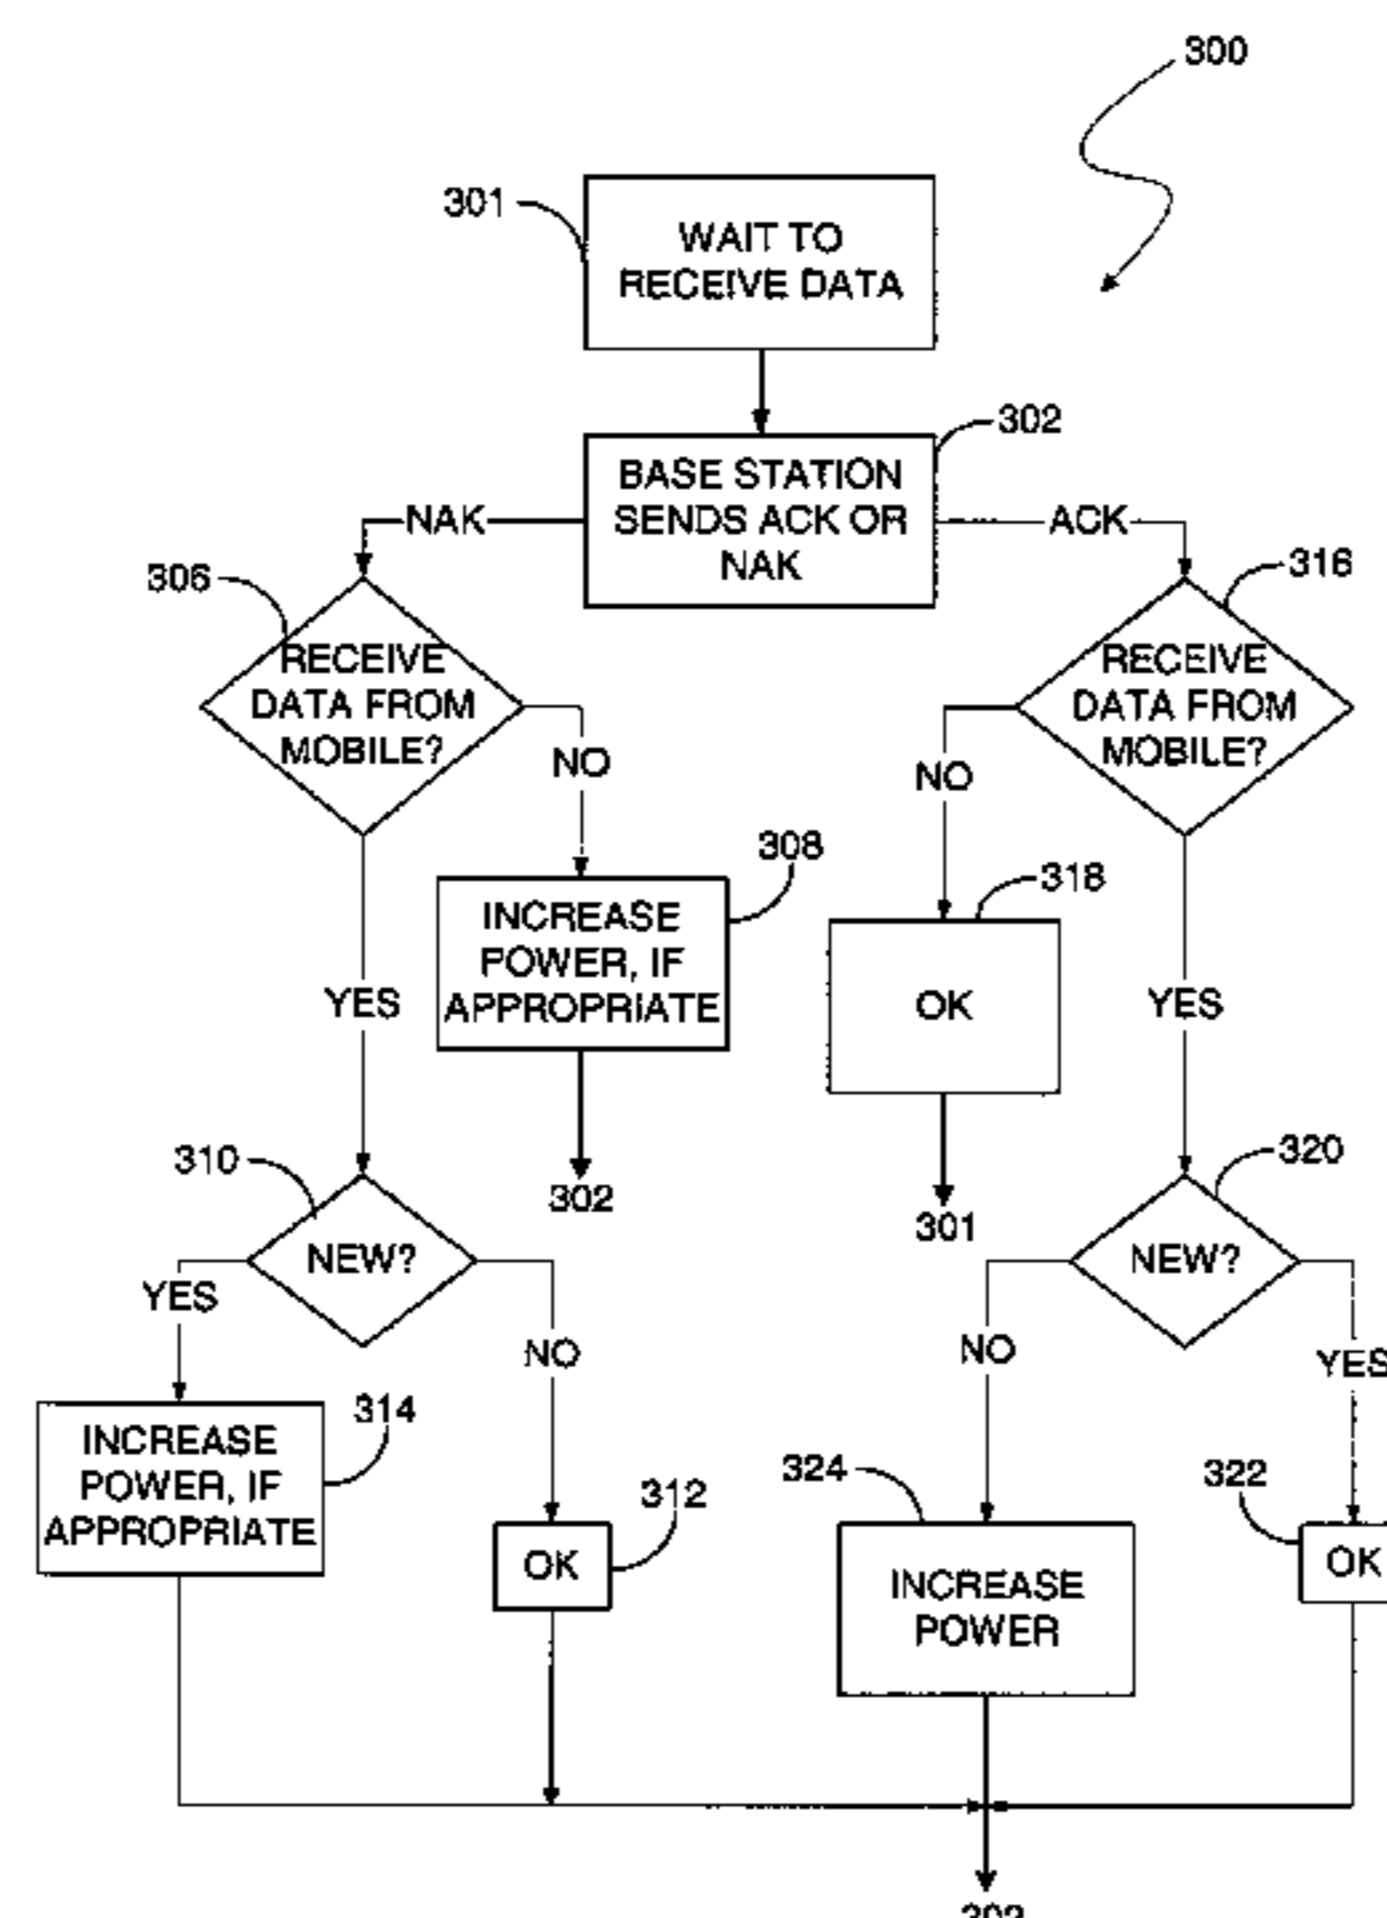 300
301
WAIT TO
RECEIVE DATA
302
BASE STATION
SENDS ACK OR
NAK
NAK
ACK
306
RECEIVE
DATA FROM
MOBILE?
316
RECEIVE
DATA FROM
MOBILE?
NO
NO
308
INCREASE
POWER, IF
APPROPRIATE
318
OK
YES
YES
302
301
310
NEW?
320
NEW?
YES
NO
NO
YES
314
INCREASE
POWER, IF
APPROPRIATE
312
OK
324
INCREASE
POWER
322
OK